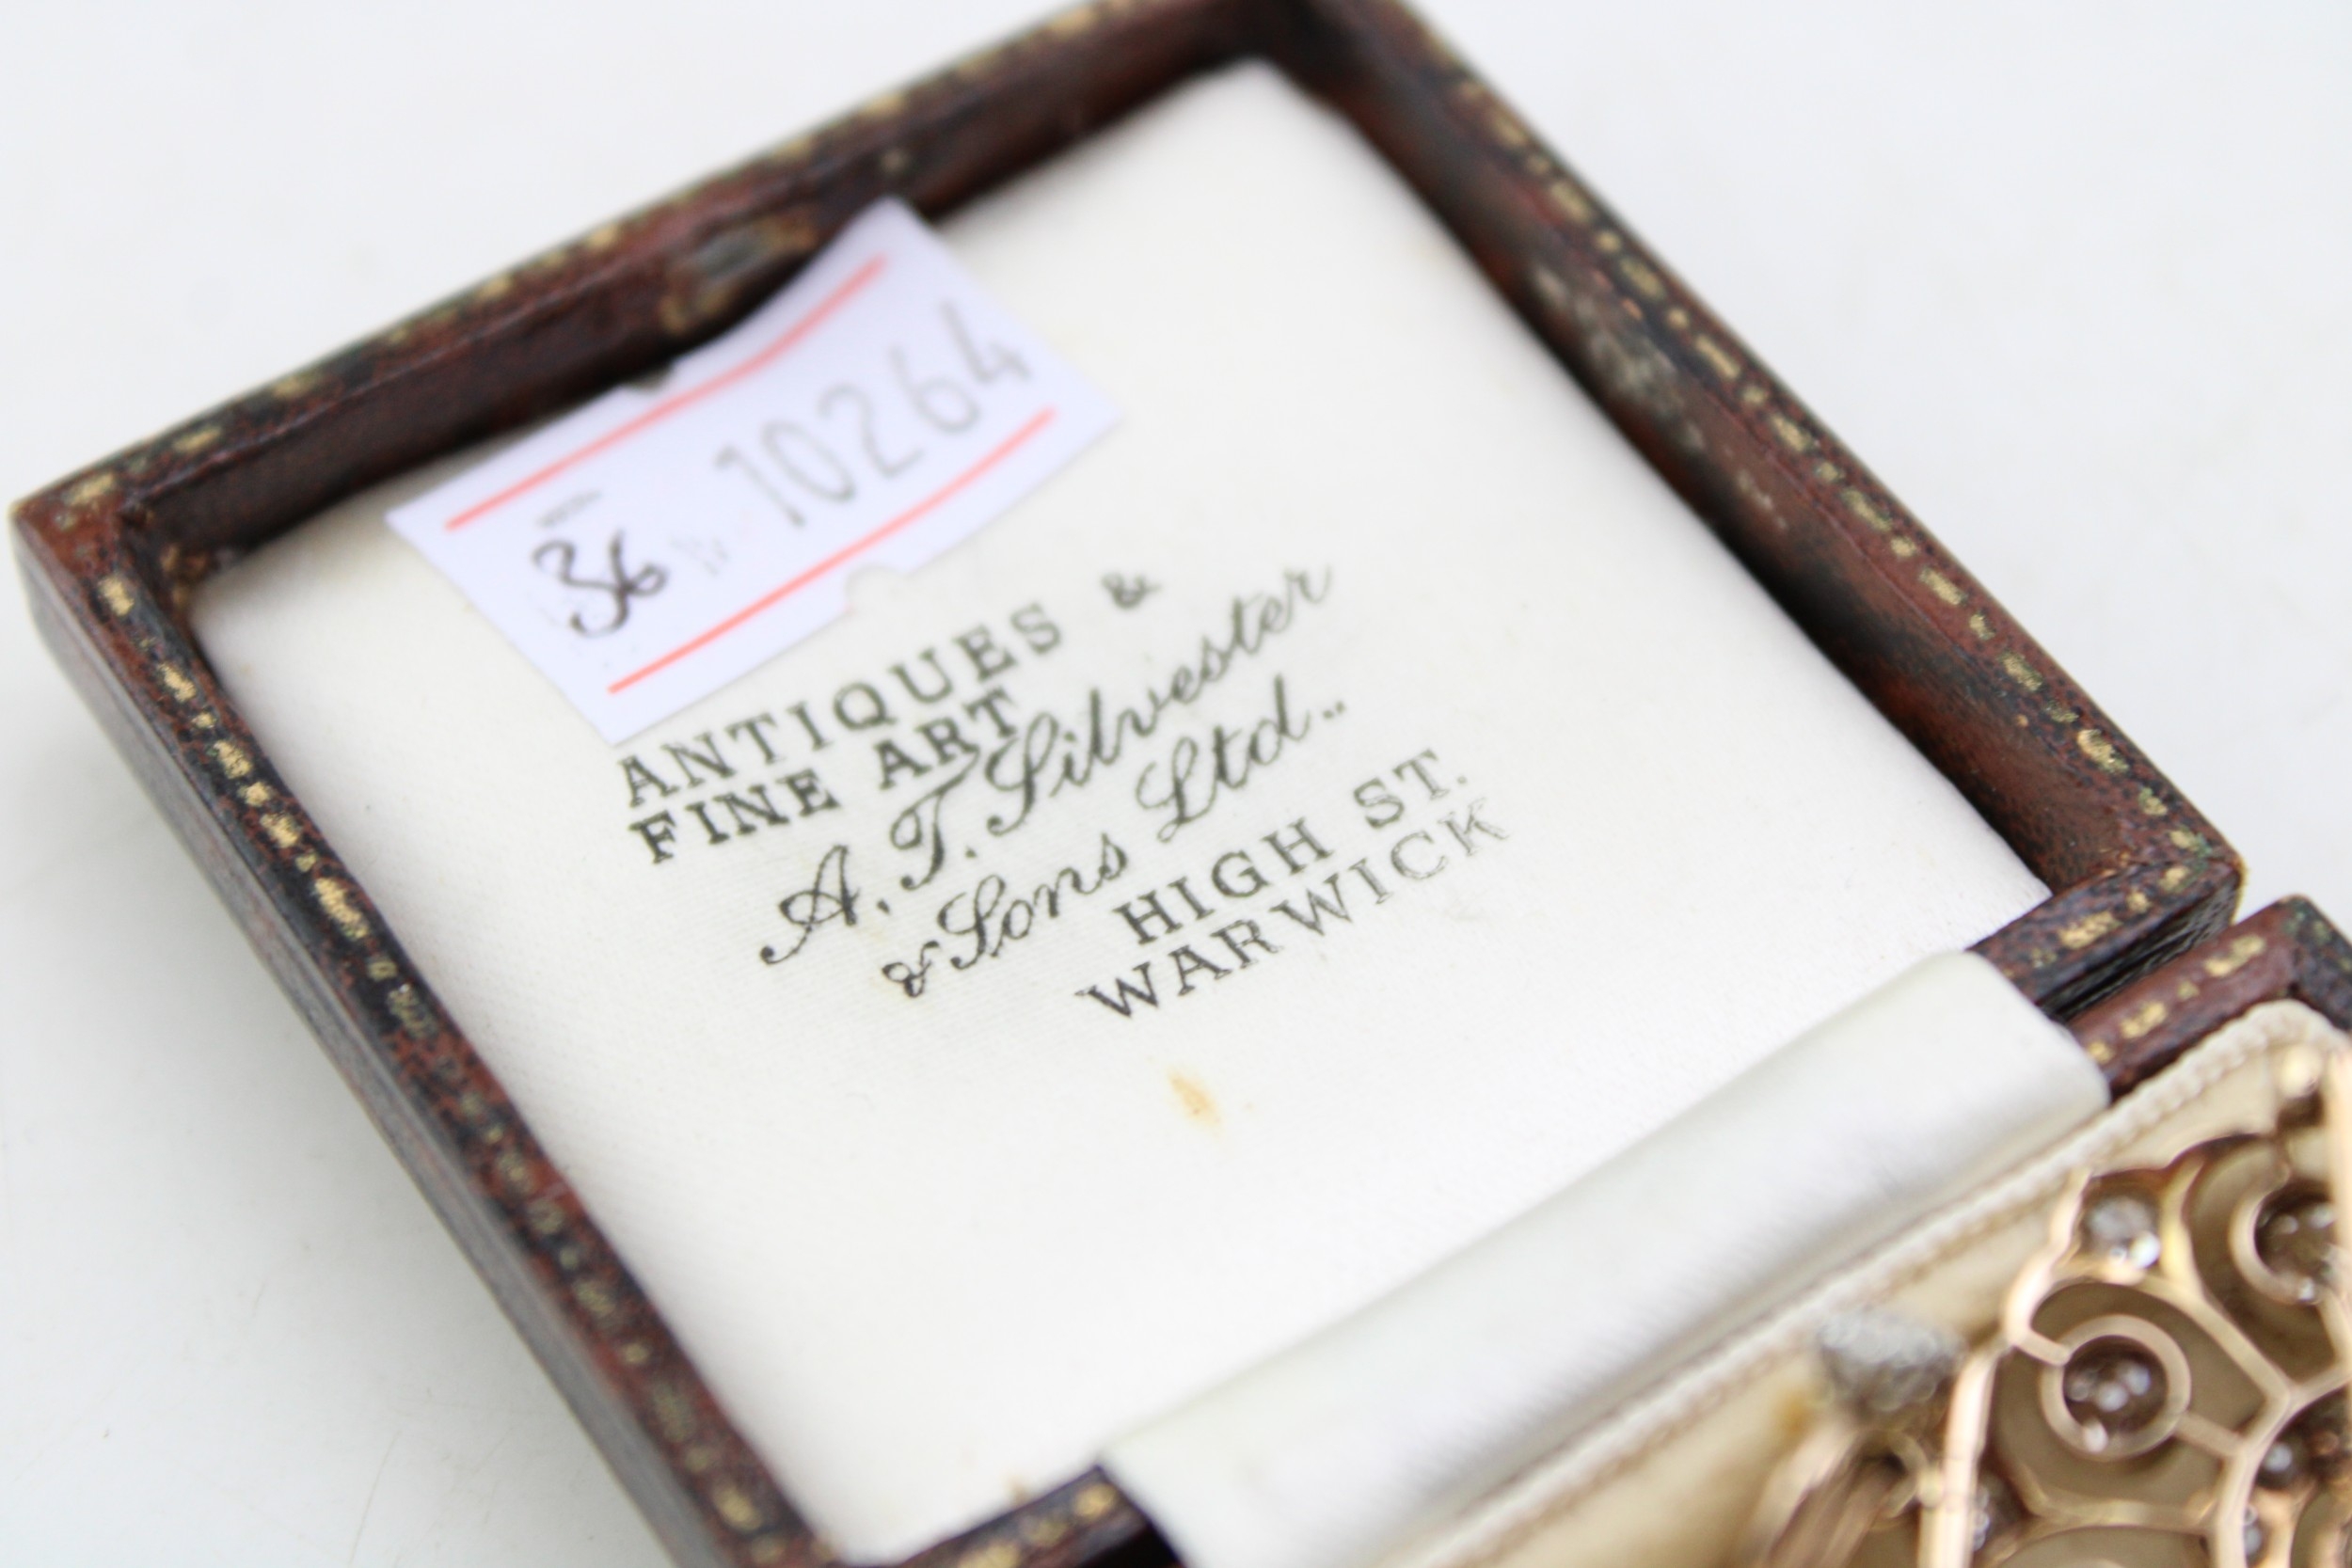 10264
36
ANTIQUES &
FINE ART
A. T. Silvester
& Sons Ltd..
HIGH ST.
WARWICK